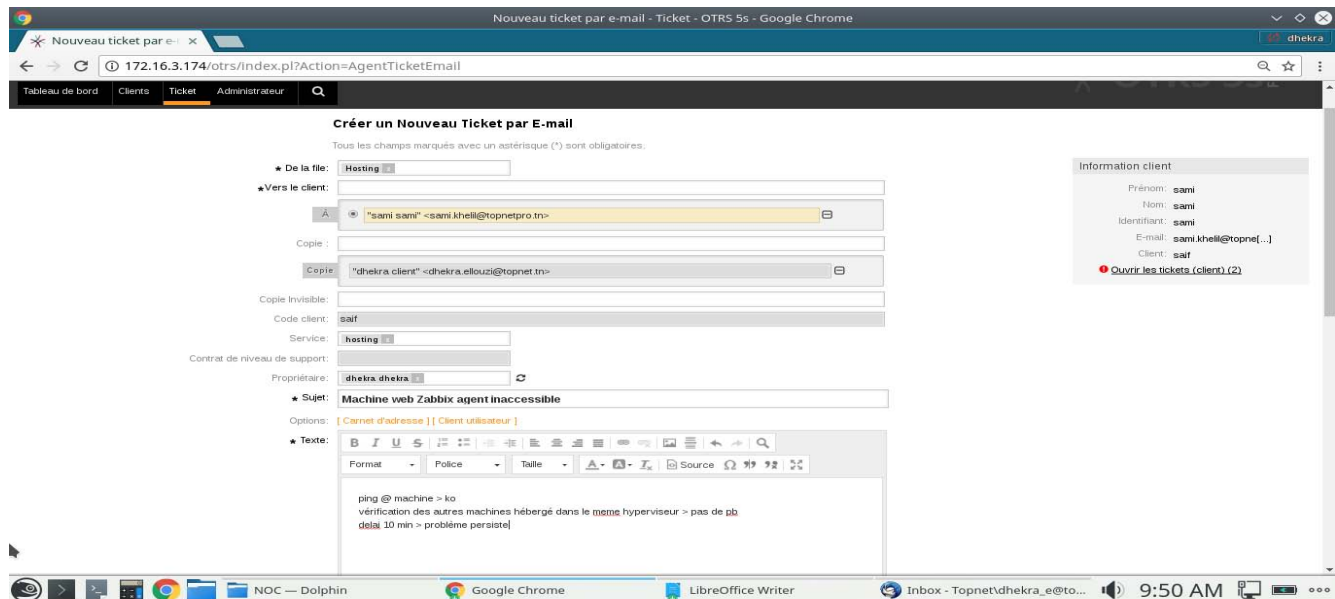 Nouveau ticket par e-mail - Ticket - OTRS 5s - Google Chrome
Nouveau ticket par e-
dhekra
172.16.3.174/otrs/index.pl?Action=AgentTicketEmail
Tableau de bord Clients Ticket Administrateur
Créer un Nouveau Ticket par E-mail
Tous les champs marqués avec un astérisque (*) sont obligatoires.
★ De la file: Hosting
★Vers le client:
À "sami sami" <sami.khelil@topnetpro.tn>
Copie :
Copie "dhekra client" <dhekra.ellouzi@topnet.tn>
Copie Invisible:
Code client: saif
Service: hosting
Contrat de niveau de support:
Propriétaire: dhekra dhekra
★ Sujet: Machine web Zabbix agent inaccessible
Options: [ Carnet d'adresse ] [ Client utilisateur ]
★ Texte:
B I U S
Format Police Taille A A Ix Source Ω
ping @ machine > ko
vérification des autres machines hébergé dans le meme hyperviseur > pas de pb
delai 10 min > probléme persiste
Information client
Prénom: sami
Nom: sami
Identifiant: sami
E-mail: sami.khelil@topne[...]
Client: saif
Ouvrir les tickets (client) (2)
NOC — Dolphin Google Chrome LibreOffice Writer Inbox - Topnet\dhekra_e@to... 9:50 AM